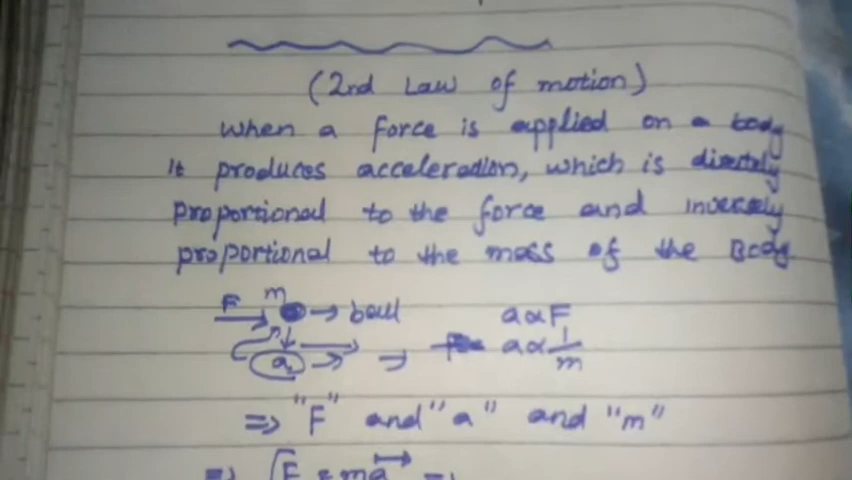 (2nd Law of motion)
When a force is applied on a body
It produces acceleration, which is directly
proportional to the force and inversely
proportional to the mass of the Body
F m → ball a∝F
a → a∝1/m
⇒ "F" and "a" and "m"
⇒ F = ma ⇒